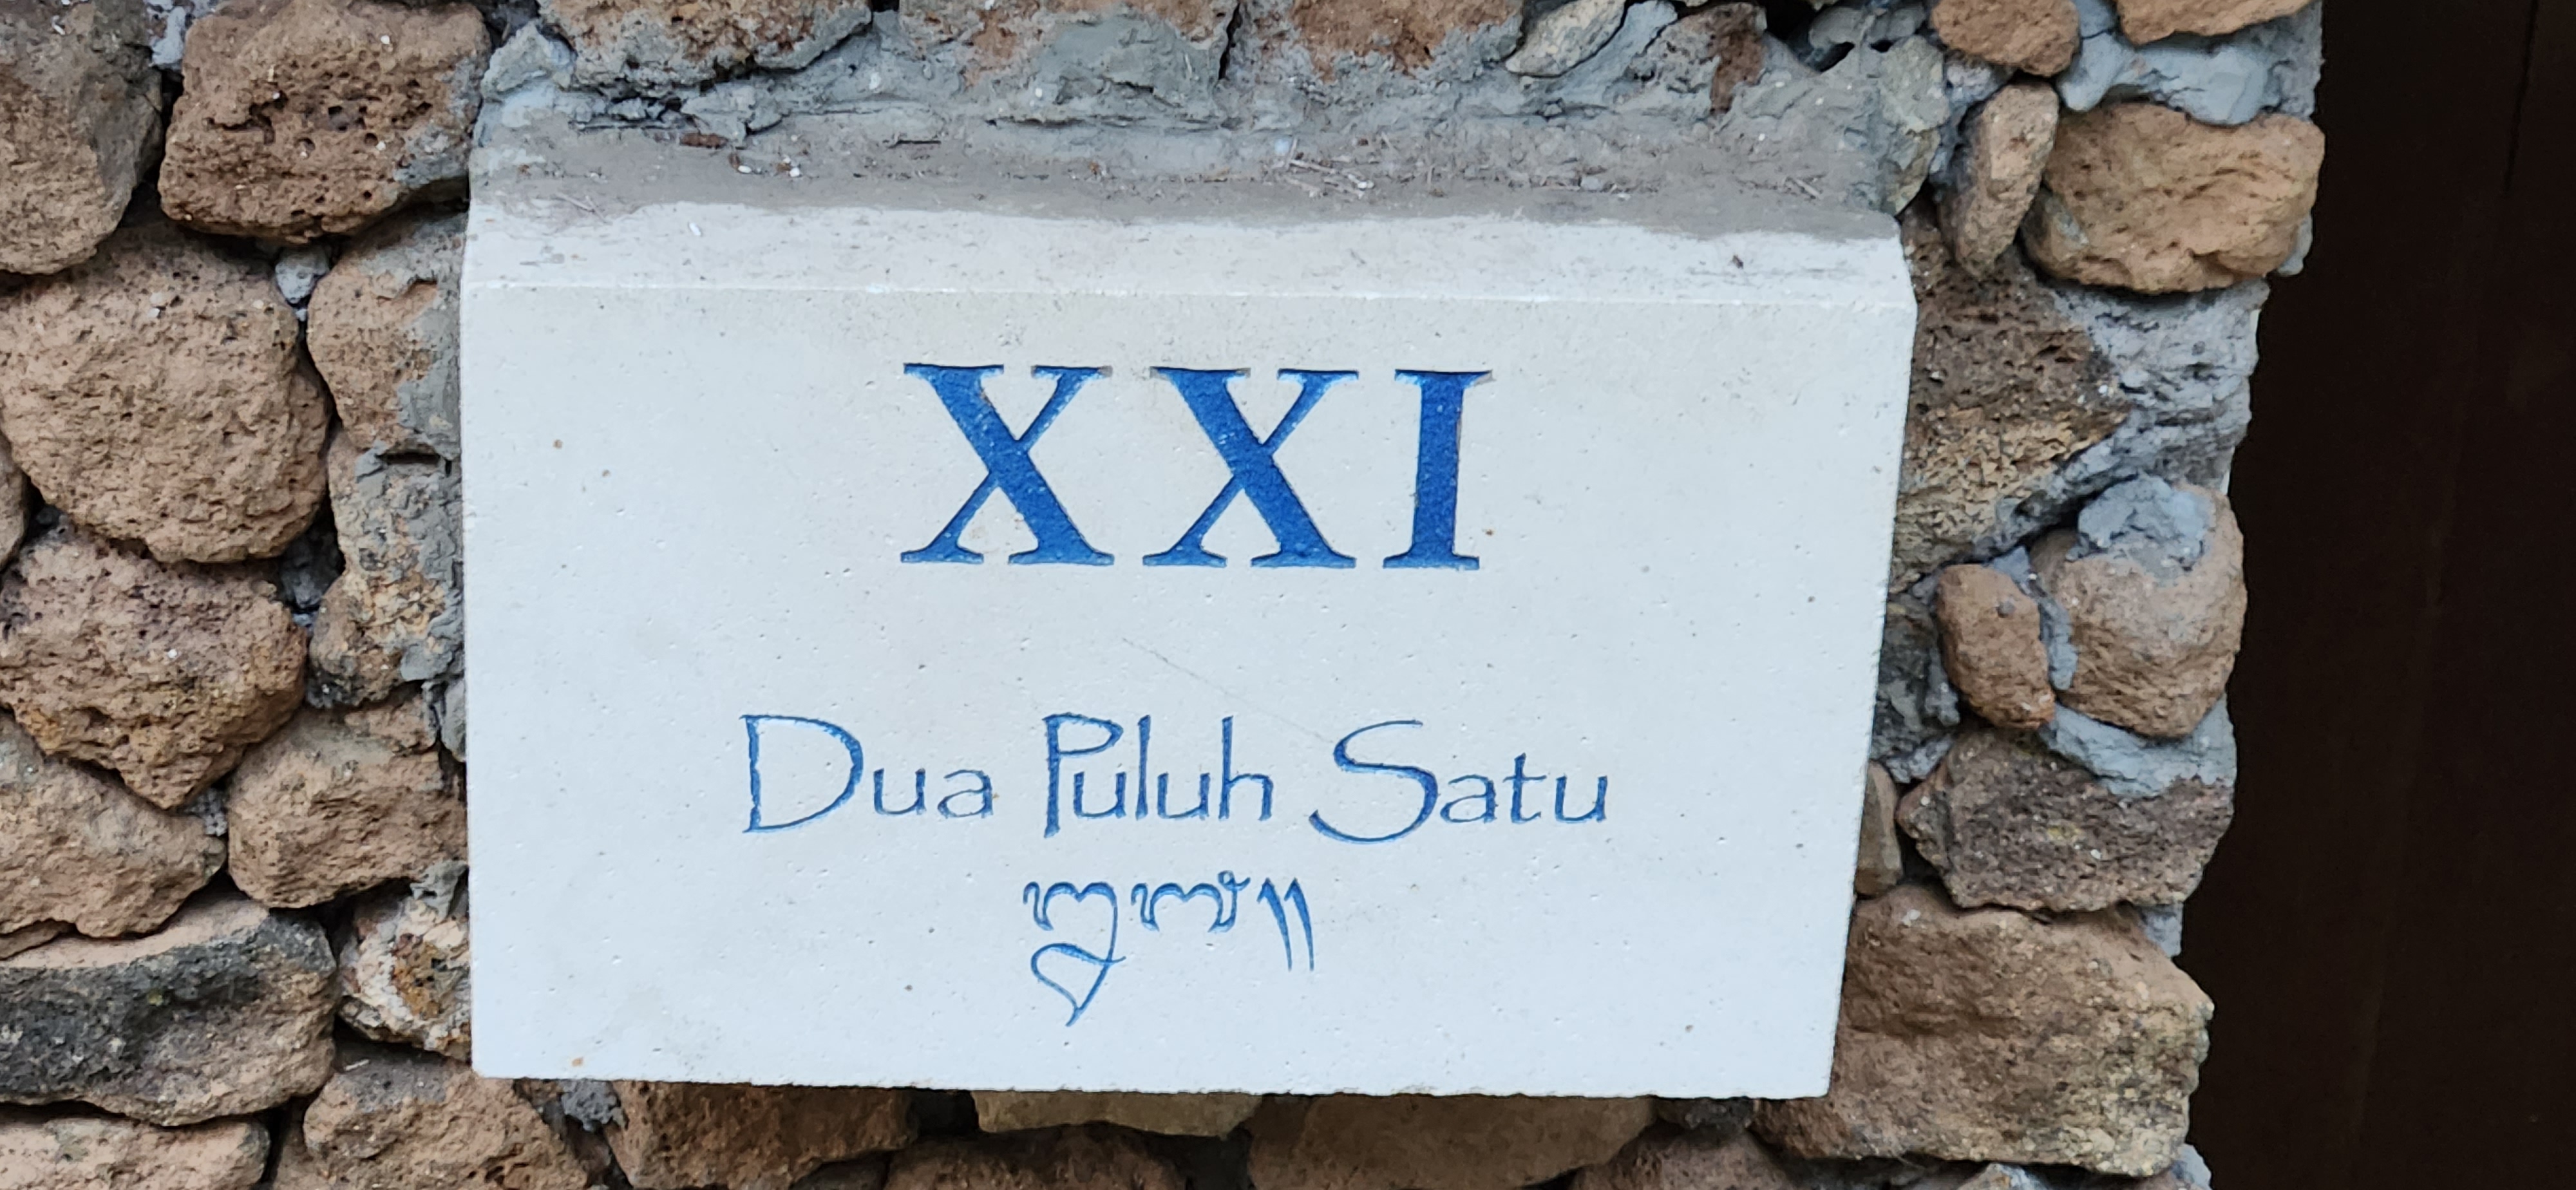 XXI
Dua Puluh Satu